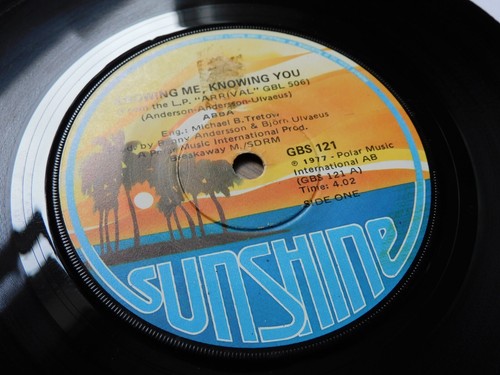 KNOWING ME, KNOWING YOU
the L.P. "ARRIVAL" GBL 506)
(Anderson-Andersson-Ulvaeus)
ABBA
Eng.: Michael B. Tretow
by Benny Andersson & Björn Ulvaeus
A Polar Music International Prod.
Breakaway M./SDRM
GBS 121
℗ 1977 - Polar Music
International AB
(GBS 121 A)
Time: 4.02
SIDE ONE
SUNSHINE